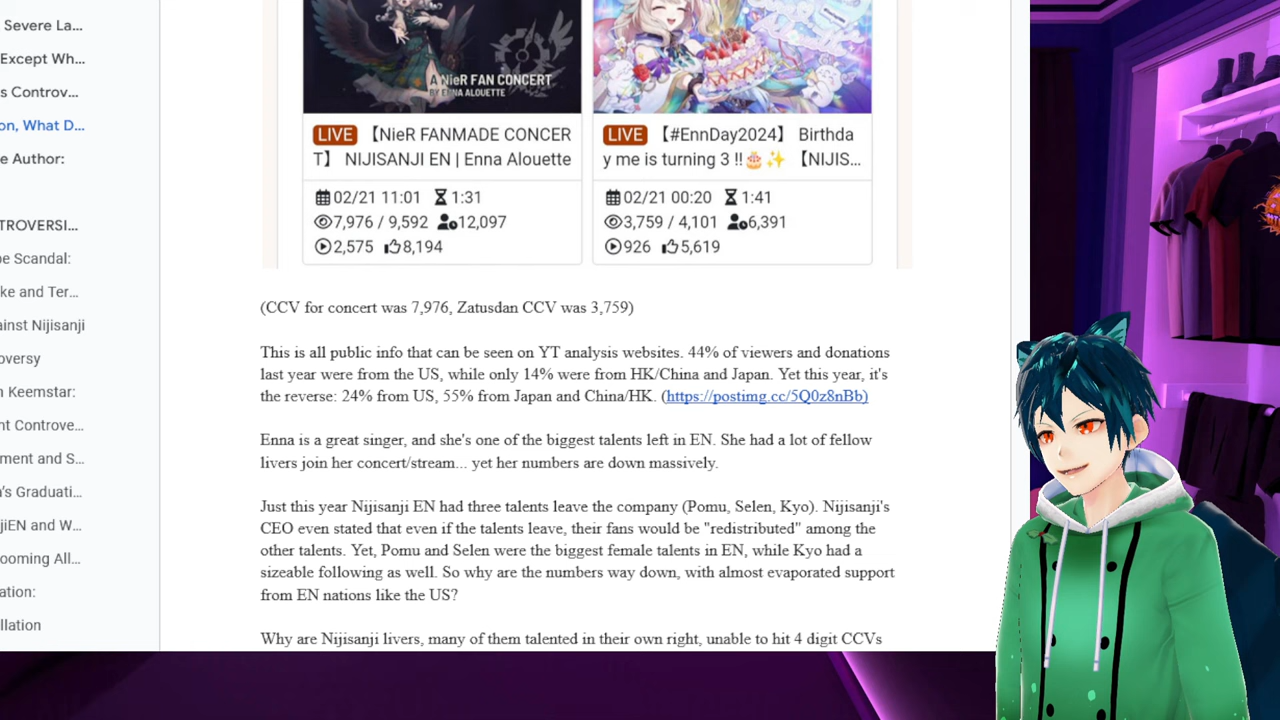 Severe La...
Except Wh...
s Controv...
on, What D...
e Author:
TROVERSI...
be Scandal:
ke and Ter...
ainst Nijisanji
oversy
n Keemstar:
nt Controve...
ment and S...
a's Graduati...
jiEN and W...
ooming All...
ation:
llation
A NieR FAN CONCERT
BY ENNA ALOUETTE
LIVE 【NieR FANMADE CONCER
T】 NIJISANJI EN | Enna Alouette
02/21 11:01 1:31
7,976 / 9,592 12,097
2,575 8,194
LIVE 【#EnnDay2024】 Birthda
y me is turning 3 !!🎂✨ 【NIJIS...
02/21 00:20 1:41
3,759 / 4,101 6,391
926 5,619
(CCV for concert was 7,976, Zatusdan CCV was 3,759)
This is all public info that can be seen on YT analysis websites. 44% of viewers and donations
last year were from the US, while only 14% were from HK/China and Japan. Yet this year, it's
the reverse: 24% from US, 55% from Japan and China/HK. (https://postimg.cc/5Q0z8nBb)
Enna is a great singer, and she's one of the biggest talents left in EN. She had a lot of fellow
livers join her concert/stream... yet her numbers are down massively.
Just this year Nijisanji EN had three talents leave the company (Pomu, Selen, Kyo). Nijisanji's
CEO even stated that even if the talents leave, their fans would be "redistributed" among the
other talents. Yet, Pomu and Selen were the biggest female talents in EN, while Kyo had a
sizeable following as well. So why are the numbers way down, with almost evaporated support
from EN nations like the US?
Why are Nijisanji livers, many of them talented in their own right, unable to hit 4 digit CCVs